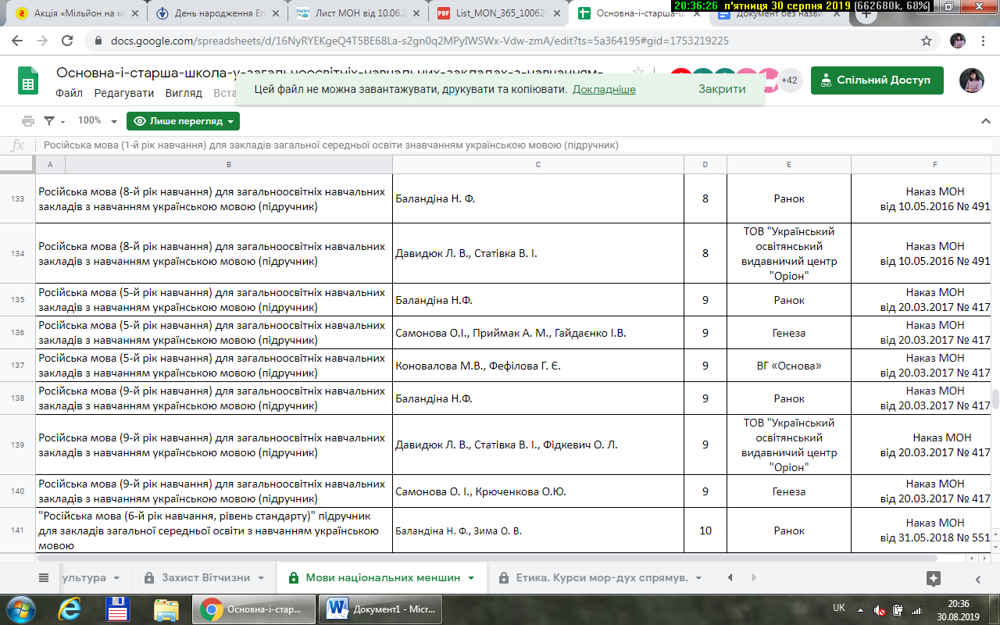 Акція «Мільйон на м
День народження Еп
Лист МОН від 10.06.2
List_MON_365_10062
Основна-і-старша-ш
Документ без назви
20:36:26 п'ятниця 30 серпня 2019 (662680k, 68%)
docs.google.com/spreadsheets/d/16NyRYEKgeQ4T5BE68La-s2gn0q2MPyIWSWx-Vdw-zmA/edit?ts=5a364195#gid=1753219225
Основна-і-старша-школа-у-загальноосвітніх-навчальних-закладах-з-навчанням-
Файл Редагувати Вигляд Вста
Цей файл не можна завантажувати, друкувати та копіювати. Докладніше Закрити
+42
Спільний Доступ
100% Лише перегляд
fx Російська мова (1-й рік навчання) для закладів загальної середньої освіти знавчанням українською мовою (підручник)
A B C D E F
133
Російська мова (8-й рік навчання) для загальноосвітніх навчальних
закладів з навчанням українською мовою (підручник)
Баландіна Н. Ф.
8
Ранок
Наказ МОН
від 10.05.2016 № 491
134
Російська мова (8-й рік навчання) для загальноосвітніх навчальних
закладів з навчанням українською мовою (підручник)
Давидюк Л. В., Статівка В. І.
8
ТОВ "Український
освітянський
видавничий центр
"Оріон"
Наказ МОН
від 10.05.2016 № 491
135
Російська мова (5-й рік навчання) для загальноосвітніх навчальних
закладів з навчанням українською мовою (підручник)
Баландіна Н.Ф.
9
Ранок
Наказ МОН
від 20.03.2017 № 417
136
Російська мова (5-й рік навчання) для загальноосвітніх навчальних
закладів з навчанням українською мовою (підручник)
Самонова О.І., Приймак А. М., Гайдаєнко І.В.
9
Генеза
Наказ МОН
від 20.03.2017 № 417
137
Російська мова (5-й рік навчання) для загальноосвітніх навчальних
закладів з навчанням українською мовою (підручник)
Коновалова М.В., Фефілова Г. Є.
9
ВГ «Основа»
Наказ МОН
від 20.03.2017 № 417
138
Російська мова (9-й рік навчання) для загальноосвітніх навчальних
закладів з навчанням українською мовою (підручник)
Баландіна Н.Ф.
9
Ранок
Наказ МОН
від 20.03.2017 № 417
139
Російська мова (9-й рік навчання) для загальноосвітніх навчальних
закладів з навчанням українською мовою (підручник)
Давидюк Л. В., Статівка В. І., Фідкевич О. Л.
9
ТОВ "Український
освітянський
видавничий центр
"Оріон"
Наказ МОН
від 20.03.2017 № 417
140
Російська мова (9-й рік навчання) для загальноосвітніх навчальних
закладів з навчанням українською мовою (підручник)
Самонова О. І., Крюченкова О.Ю.
9
Генеза
Наказ МОН
від 20.03.2017 № 417
141
"Російська мова (6-й рік навчання, рівень стандарту)" підручник
для закладів загальної середньої освіти з навчанням українською
мовою
Баландіна Н. Ф., Зима О. В.
10
Ранок
Наказ МОН
від 31.05.2018 № 551
ультура
Захист Вітчизни
Мови національних меншин
Етика. Курси мор-дух спрямув.
Основна-і-стар...
Документ1 - Micr...
UK
20:36
30.08.2019